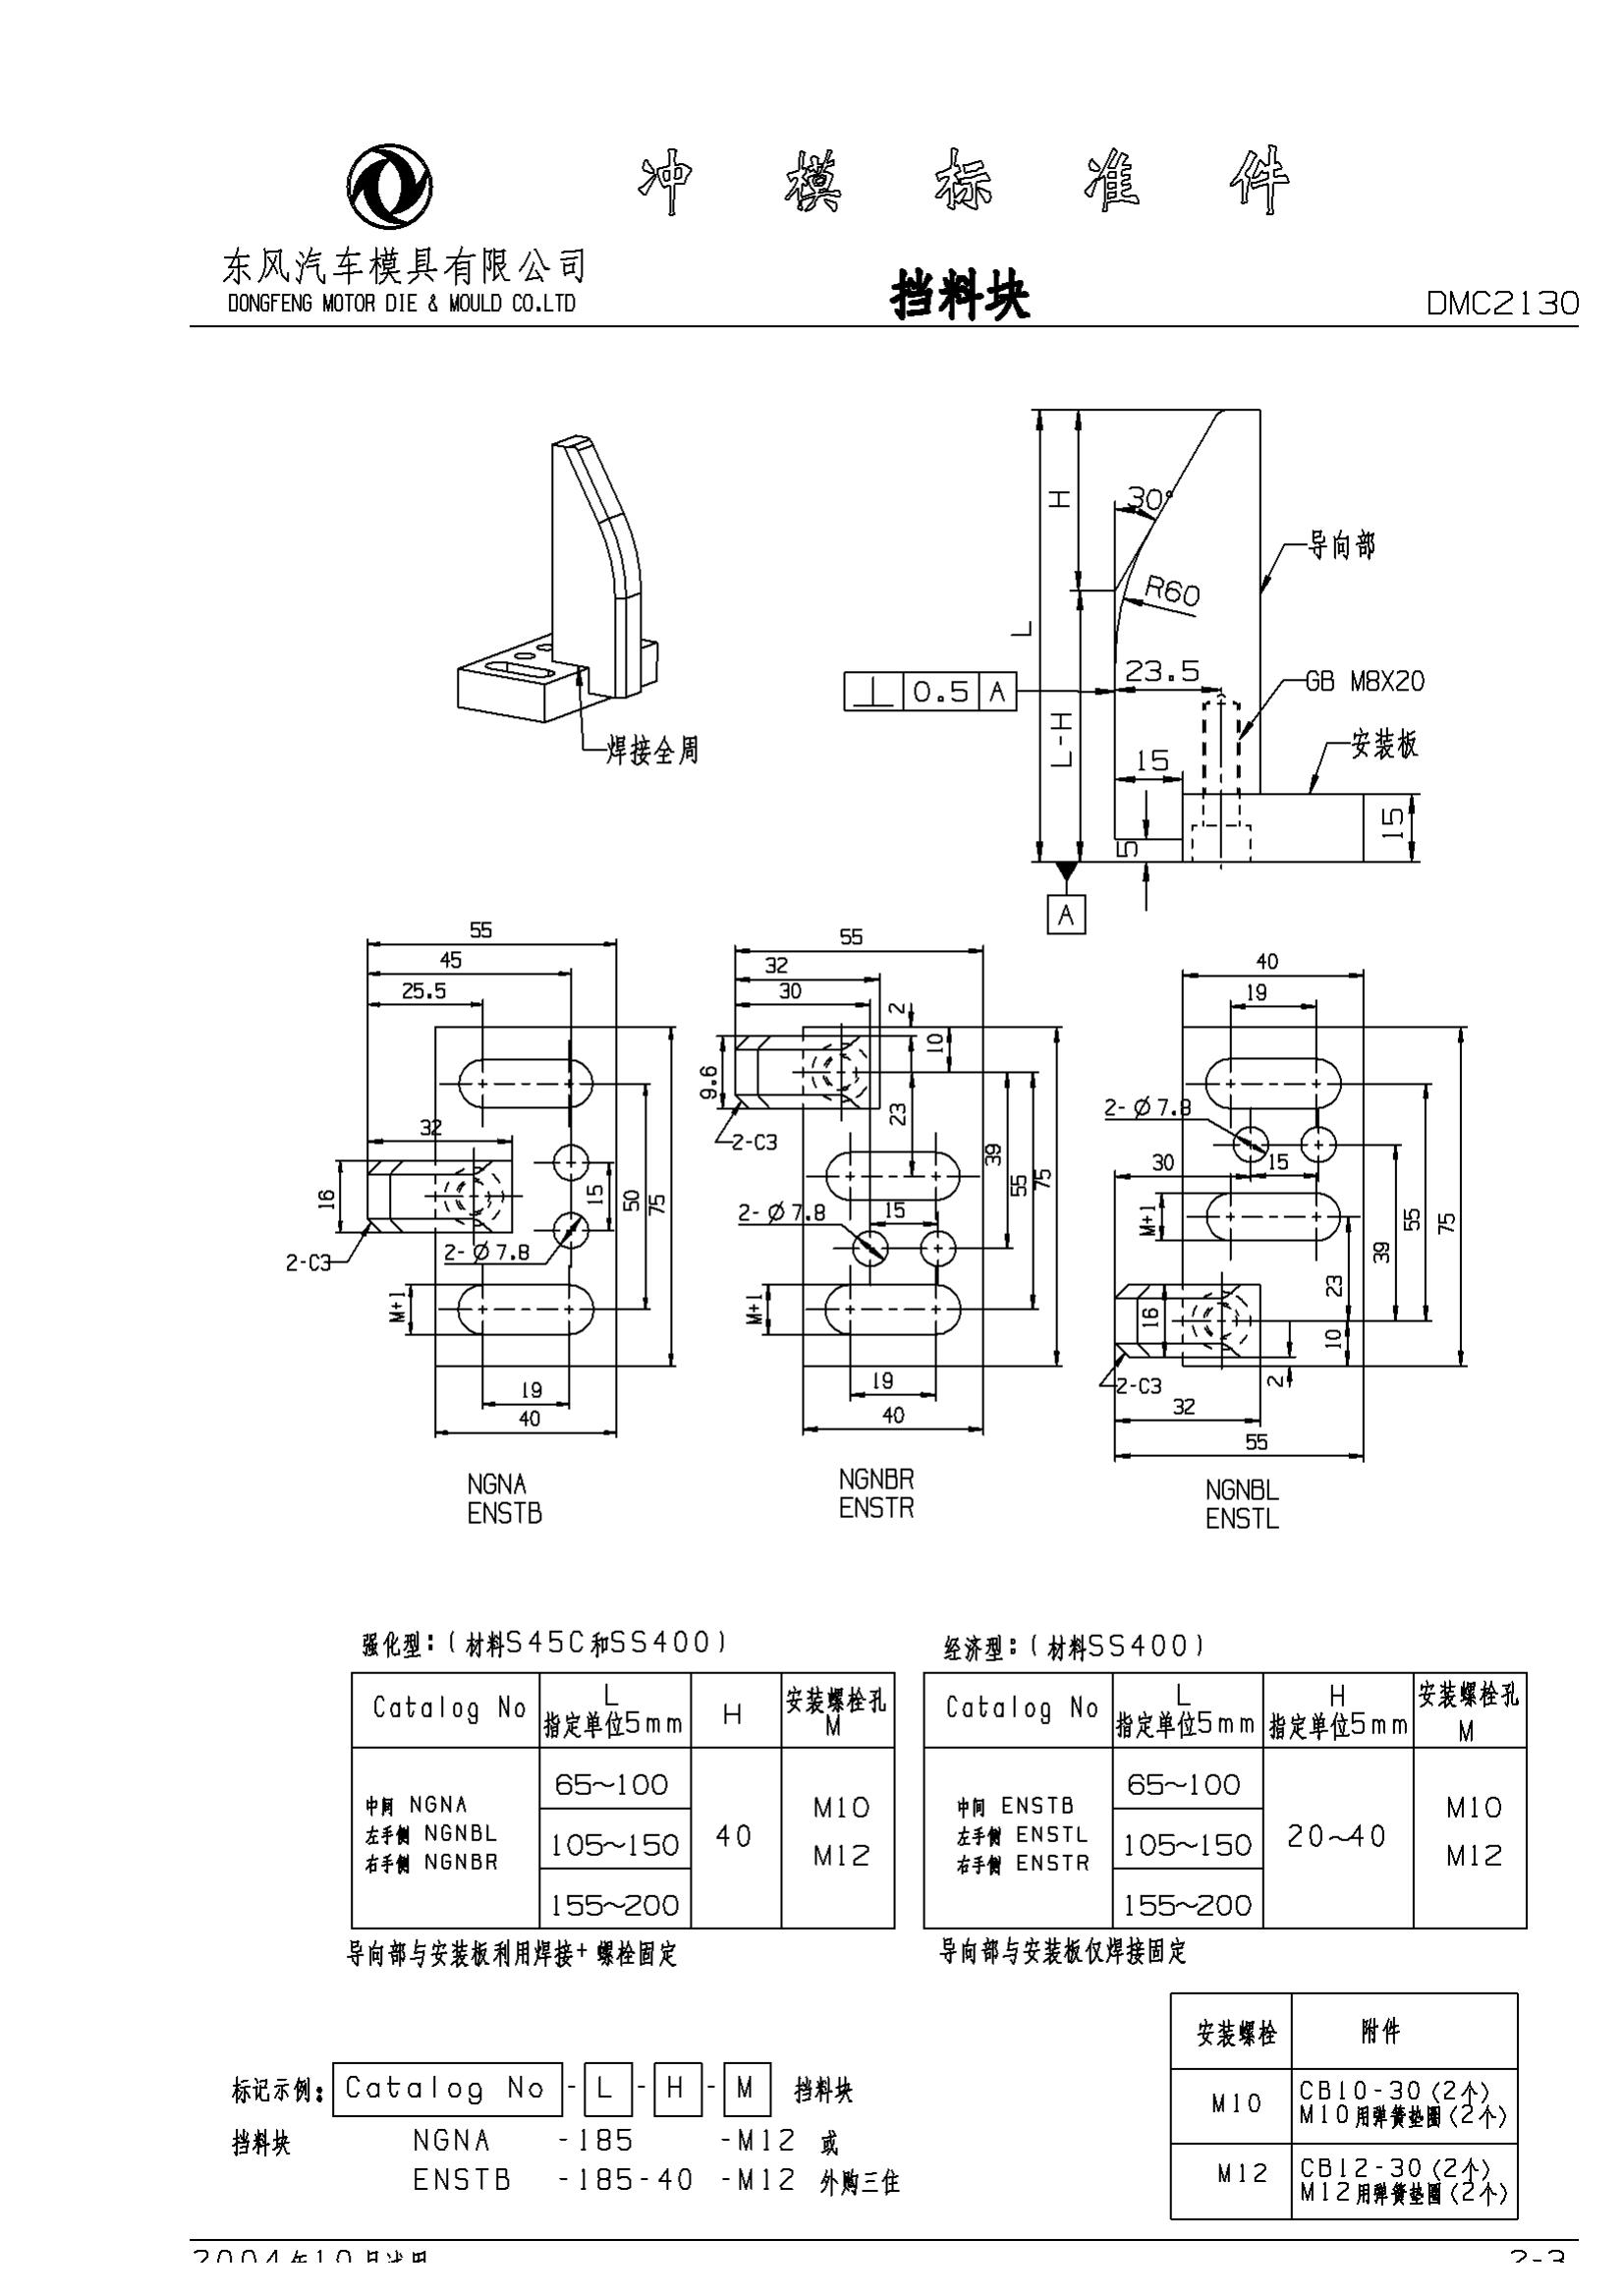 冲 模 标 准 件
东风汽车模具有限公司
DONGFENG MOTOR DIE & MOULD CO.LTD
挡料块
DMC2130
焊接全周
L
H
L-H
30°
R60
导向部
23.5
GB M8X20
安装板
⊥ 0.5 A
15
15
5
A
55
45
25.5
32
16
2-C3
2-Ø7.8
15
50
75
M+1
19
40
NGNA
ENSTB
55
32
30
2
10
9.6
2-C3
23
39
55
75
2-Ø7.8
15
M+1
19
40
NGNBR
ENSTR
40
19
2-Ø7.8
30
15
M+1
16
55
75
39
23
10
2
2-C3
32
55
NGNBL
ENSTL
强化型：(材料S45C和SS400)
Catalog No
L
指定单位5mm
H
安装螺栓孔
M
中间 NGNA
左手侧 NGNBL
右手侧 NGNBR
65~100
105~150
155~200
40
M10
M12
导向部与安装板利用焊接+螺栓固定
经济型：(材料SS400)
Catalog No
L
指定单位5mm
H
指定单位5mm
安装螺栓孔
M
中间 ENSTB
左手侧 ENSTL
右手侧 ENSTR
65~100
105~150
155~200
20~40
M10
M12
导向部与安装板仅焊接固定
安装螺栓 附件
M10
CB10-30(2个)
M10用弹簧垫圈(2个)
M12
CB12-30(2个)
M12用弹簧垫圈(2个)
标记示例: Catalog No - L - H - M 挡料块
挡料块 NGNA -185 -M12 或
ENSTB -185-40 -M12 外购三住
2004年10月
2-3